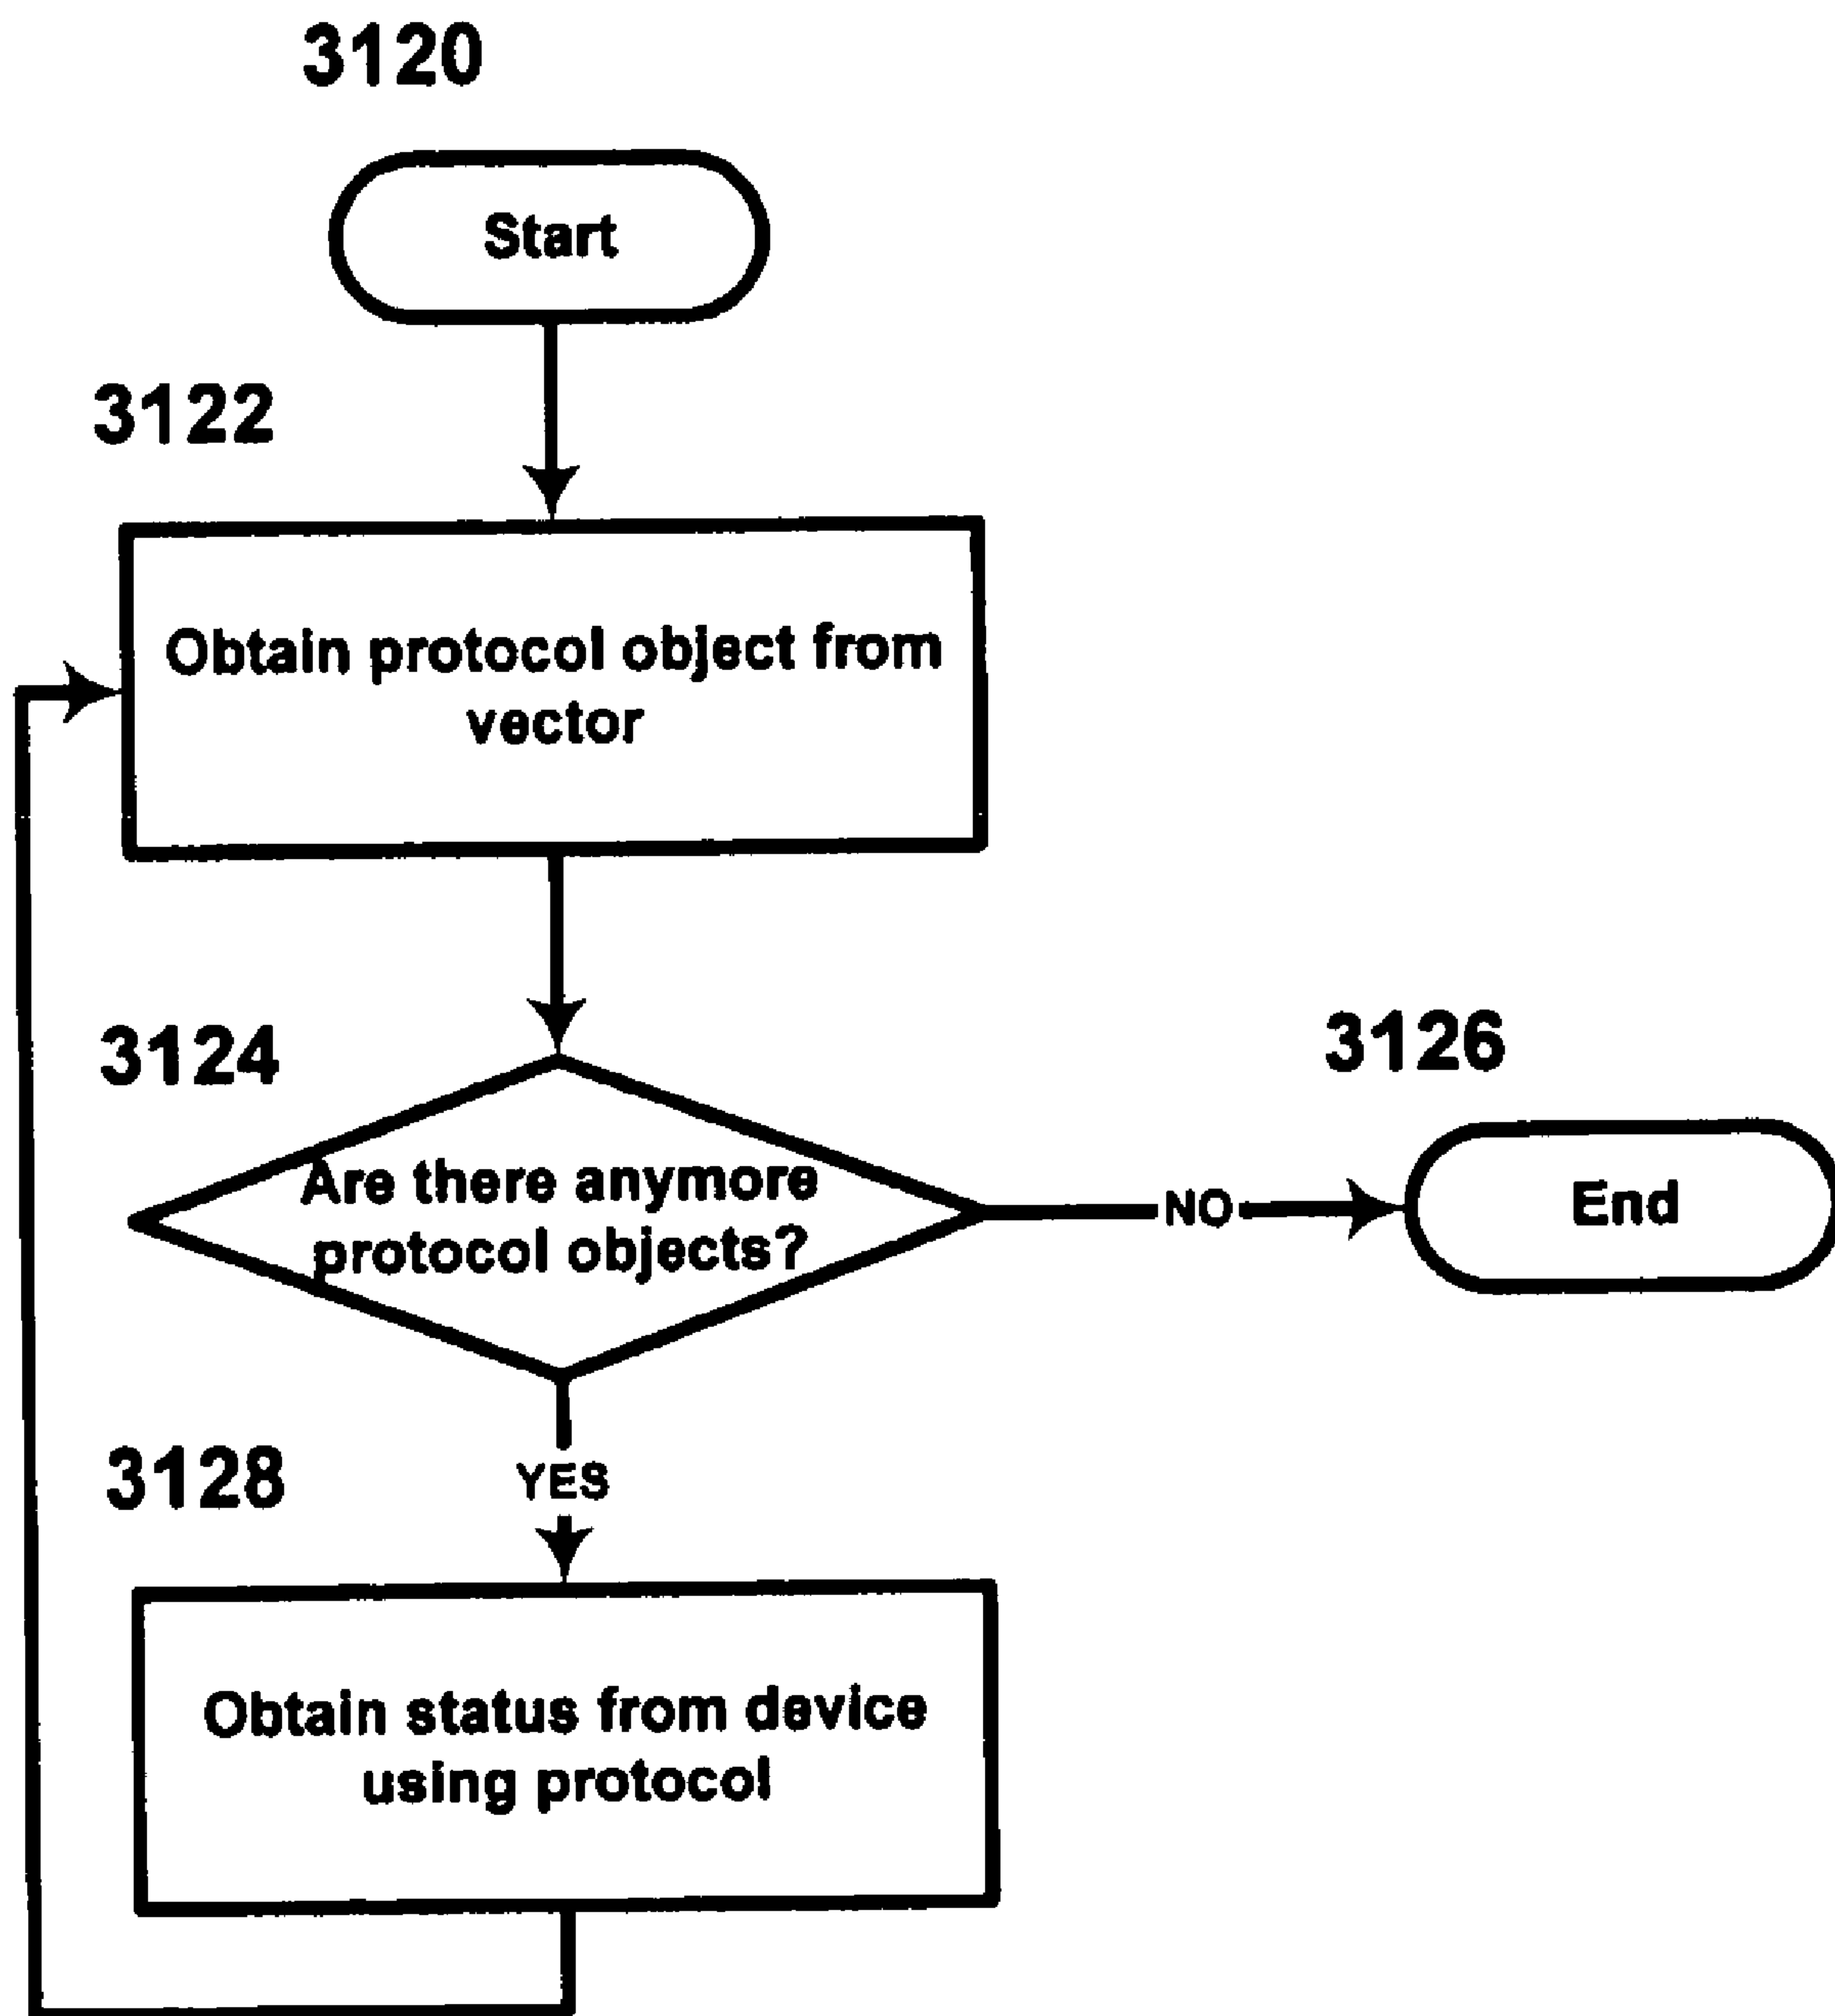 3120
Start
3122
Obtain protocol object from
vector
3124
Are there anymore
protocol objects?
NO
3126
End
YES
3128
Obtain status from device
using protocol